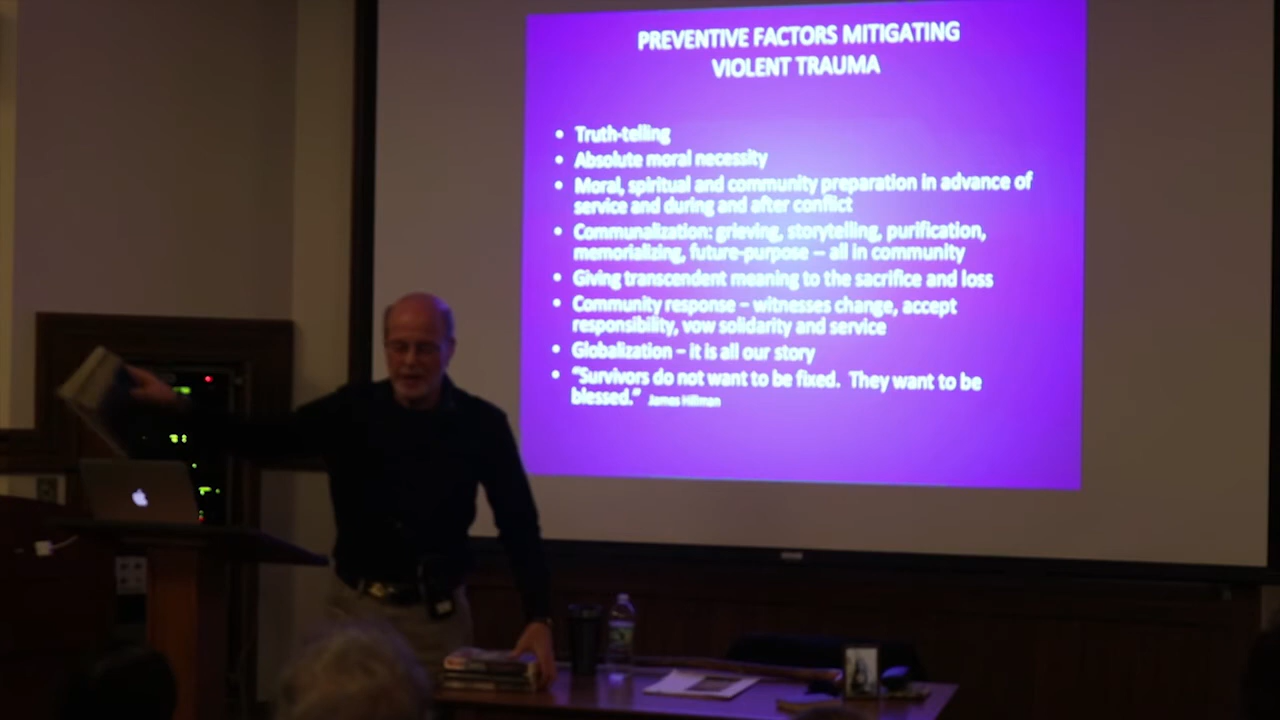 PREVENTIVE FACTORS MITIGATING
VIOLENT TRAUMA
• Truth-telling
• Absolute moral necessity
• Moral, spiritual and community preparation in advance of
service and during and after conflict
• Communalization: grieving, storytelling, purification,
memorializing, future-purpose – all in community
• Giving transcendent meaning to the sacrifice and loss
• Community response – witnesses change, accept
responsibility, vow solidarity and service
• Globalization – it is all our story
• “Survivors do not want to be fixed. They want to be
blessed.” James Hillman